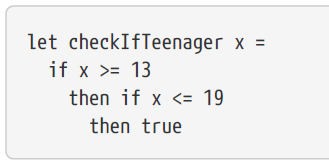 let checkIfTeenager x =
if x >= 13
then if x <= 19
then true